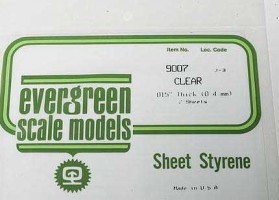 Item No. Loc. Code
9007 J-3
CLEAR
.015" Thick (0.4 mm)
2 Sheets
evergreen
scale models
Sheet Styrene
Made in U S A